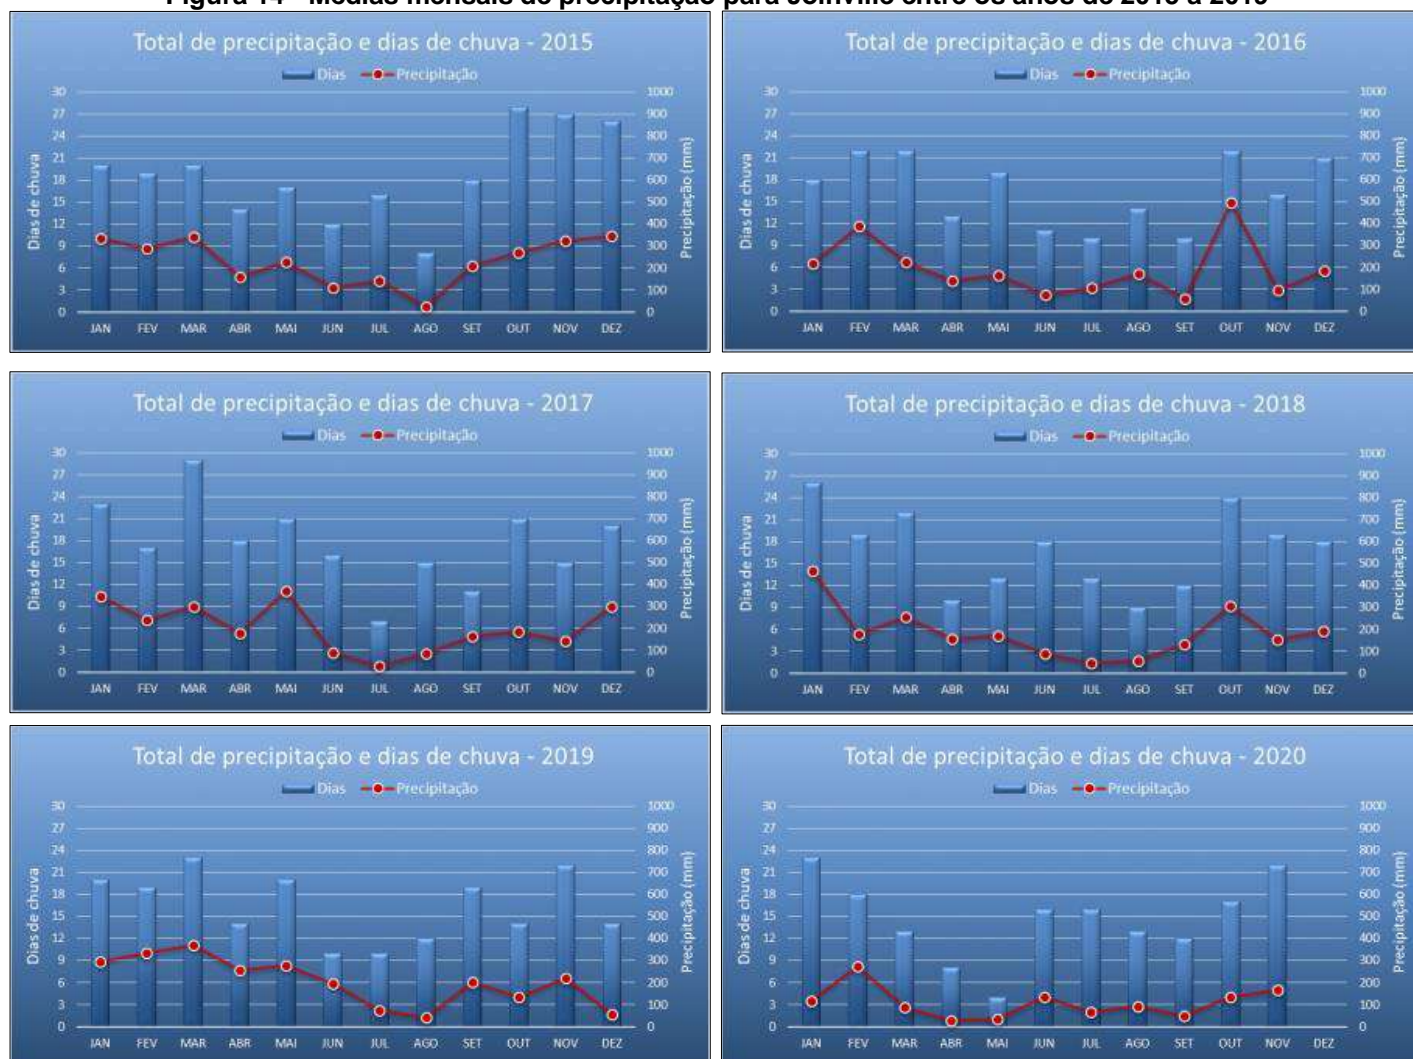 Figura 14 - Médias mensais de precipitação para Joinville entre os anos de 2015 a 2019
Total de precipitação e dias de chuva - 2015
Dias Precipitação
Dias de chuva
30 1000
27 900
24 800
21 700
18 600
15 500
12 400
9 300
6 200
3 100
0 0
Precipitação (mm)
JAN FEV MAR ABR MAI JUN JUL AGO SET OUT NOV DEZ
Total de precipitação e dias de chuva - 2016
Dias Precipitação
Dias de chuva
30 1000
27 900
24 800
21 700
18 600
15 500
12 400
9 300
6 200
3 100
0 0
Precipitação (mm)
JAN FEV MAR ABR MAI JUN JUL AGO SET OUT NOV DEZ
Total de precipitação e dias de chuva - 2017
Dias Precipitação
Dias de chuva
30 1000
27 900
24 800
21 700
18 600
15 500
12 400
9 300
6 200
3 100
0 0
Precipitação (mm)
JAN FEV MAR ABR MAI JUN JUL AGO SET OUT NOV DEZ
Total de precipitação e dias de chuva - 2018
Dias Precipitação
Dias de chuva
30 1000
27 900
24 800
21 700
18 600
15 500
12 400
9 300
6 200
3 100
0 0
Precipitação (mm)
JAN FEV MAR ABR MAI JUN JUL AGO SET OUT NOV DEZ
Total de precipitação e dias de chuva - 2019
Dias Precipitação
Dias de chuva
30 1000
27 900
24 800
21 700
18 600
15 500
12 400
9 300
6 200
3 100
0 0
Precipitação (mm)
JAN FEV MAR ABR MAI JUN JUL AGO SET OUT NOV DEZ
Total de precipitação e dias de chuva - 2020
Dias Precipitação
Dias de chuva
30 1000
27 900
24 800
21 700
18 600
15 500
12 400
9 300
6 200
3 100
0 0
Precipitação (mm)
JAN FEV MAR ABR MAI JUN JUL AGO SET OUT NOV DEZ